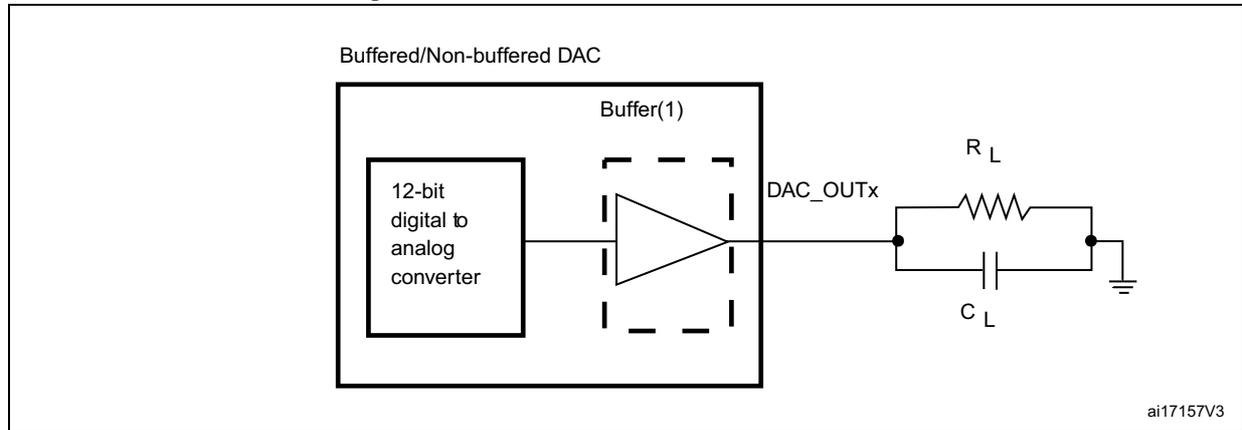 Buffered/Non-buffered DAC
Buffer(1)
12-bit
digital to
analog
converter
DAC_OUTx
R L
C L
ai17157V3